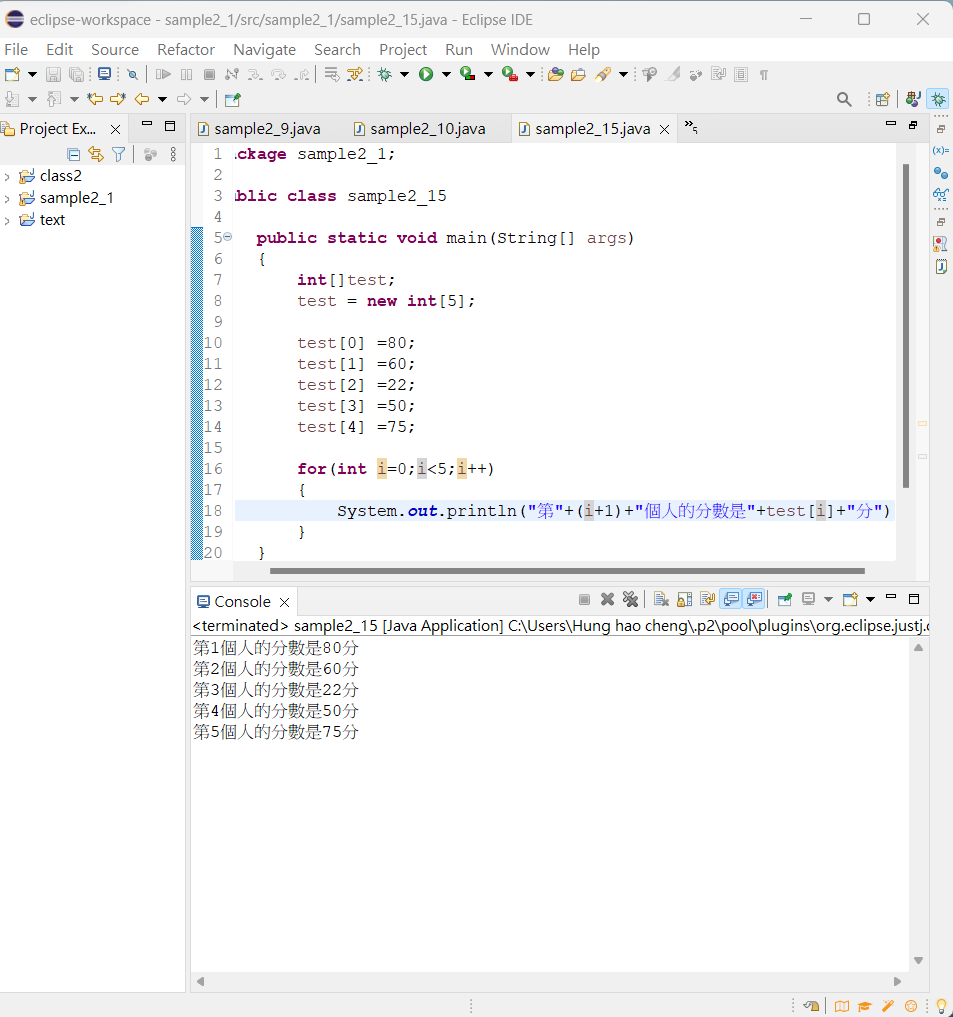 eclipse-workspace - sample2_1/src/sample2_1/sample2_15.java - Eclipse IDE
File Edit Source Refactor Navigate Search Project Run Window Help
Project Ex...
class2
sample2_1
text
sample2_9.java sample2_10.java sample2_15.java »5
1 ckage sample2_1;
2
3 ublic class sample2_15
4
5 public static void main(String[] args)
6 {
7 int[]test;
8 test = new int[5];
9
10 test[0] =80;
11 test[1] =60;
12 test[2] =22;
13 test[3] =50;
14 test[4] =75;
15
16 for(int i=0;i<5;i++)
17 {
18 System.out.println("第"+(i+1)+"個人的分數是"+test[i]+"分")
19 }
20 }
Console
<terminated> sample2_15 [Java Application] C:\Users\Hung hao cheng\.p2\pool\plugins\org.eclipse.justj.
第1個人的分數是80分
第2個人的分數是60分
第3個人的分數是22分
第4個人的分數是50分
第5個人的分數是75分